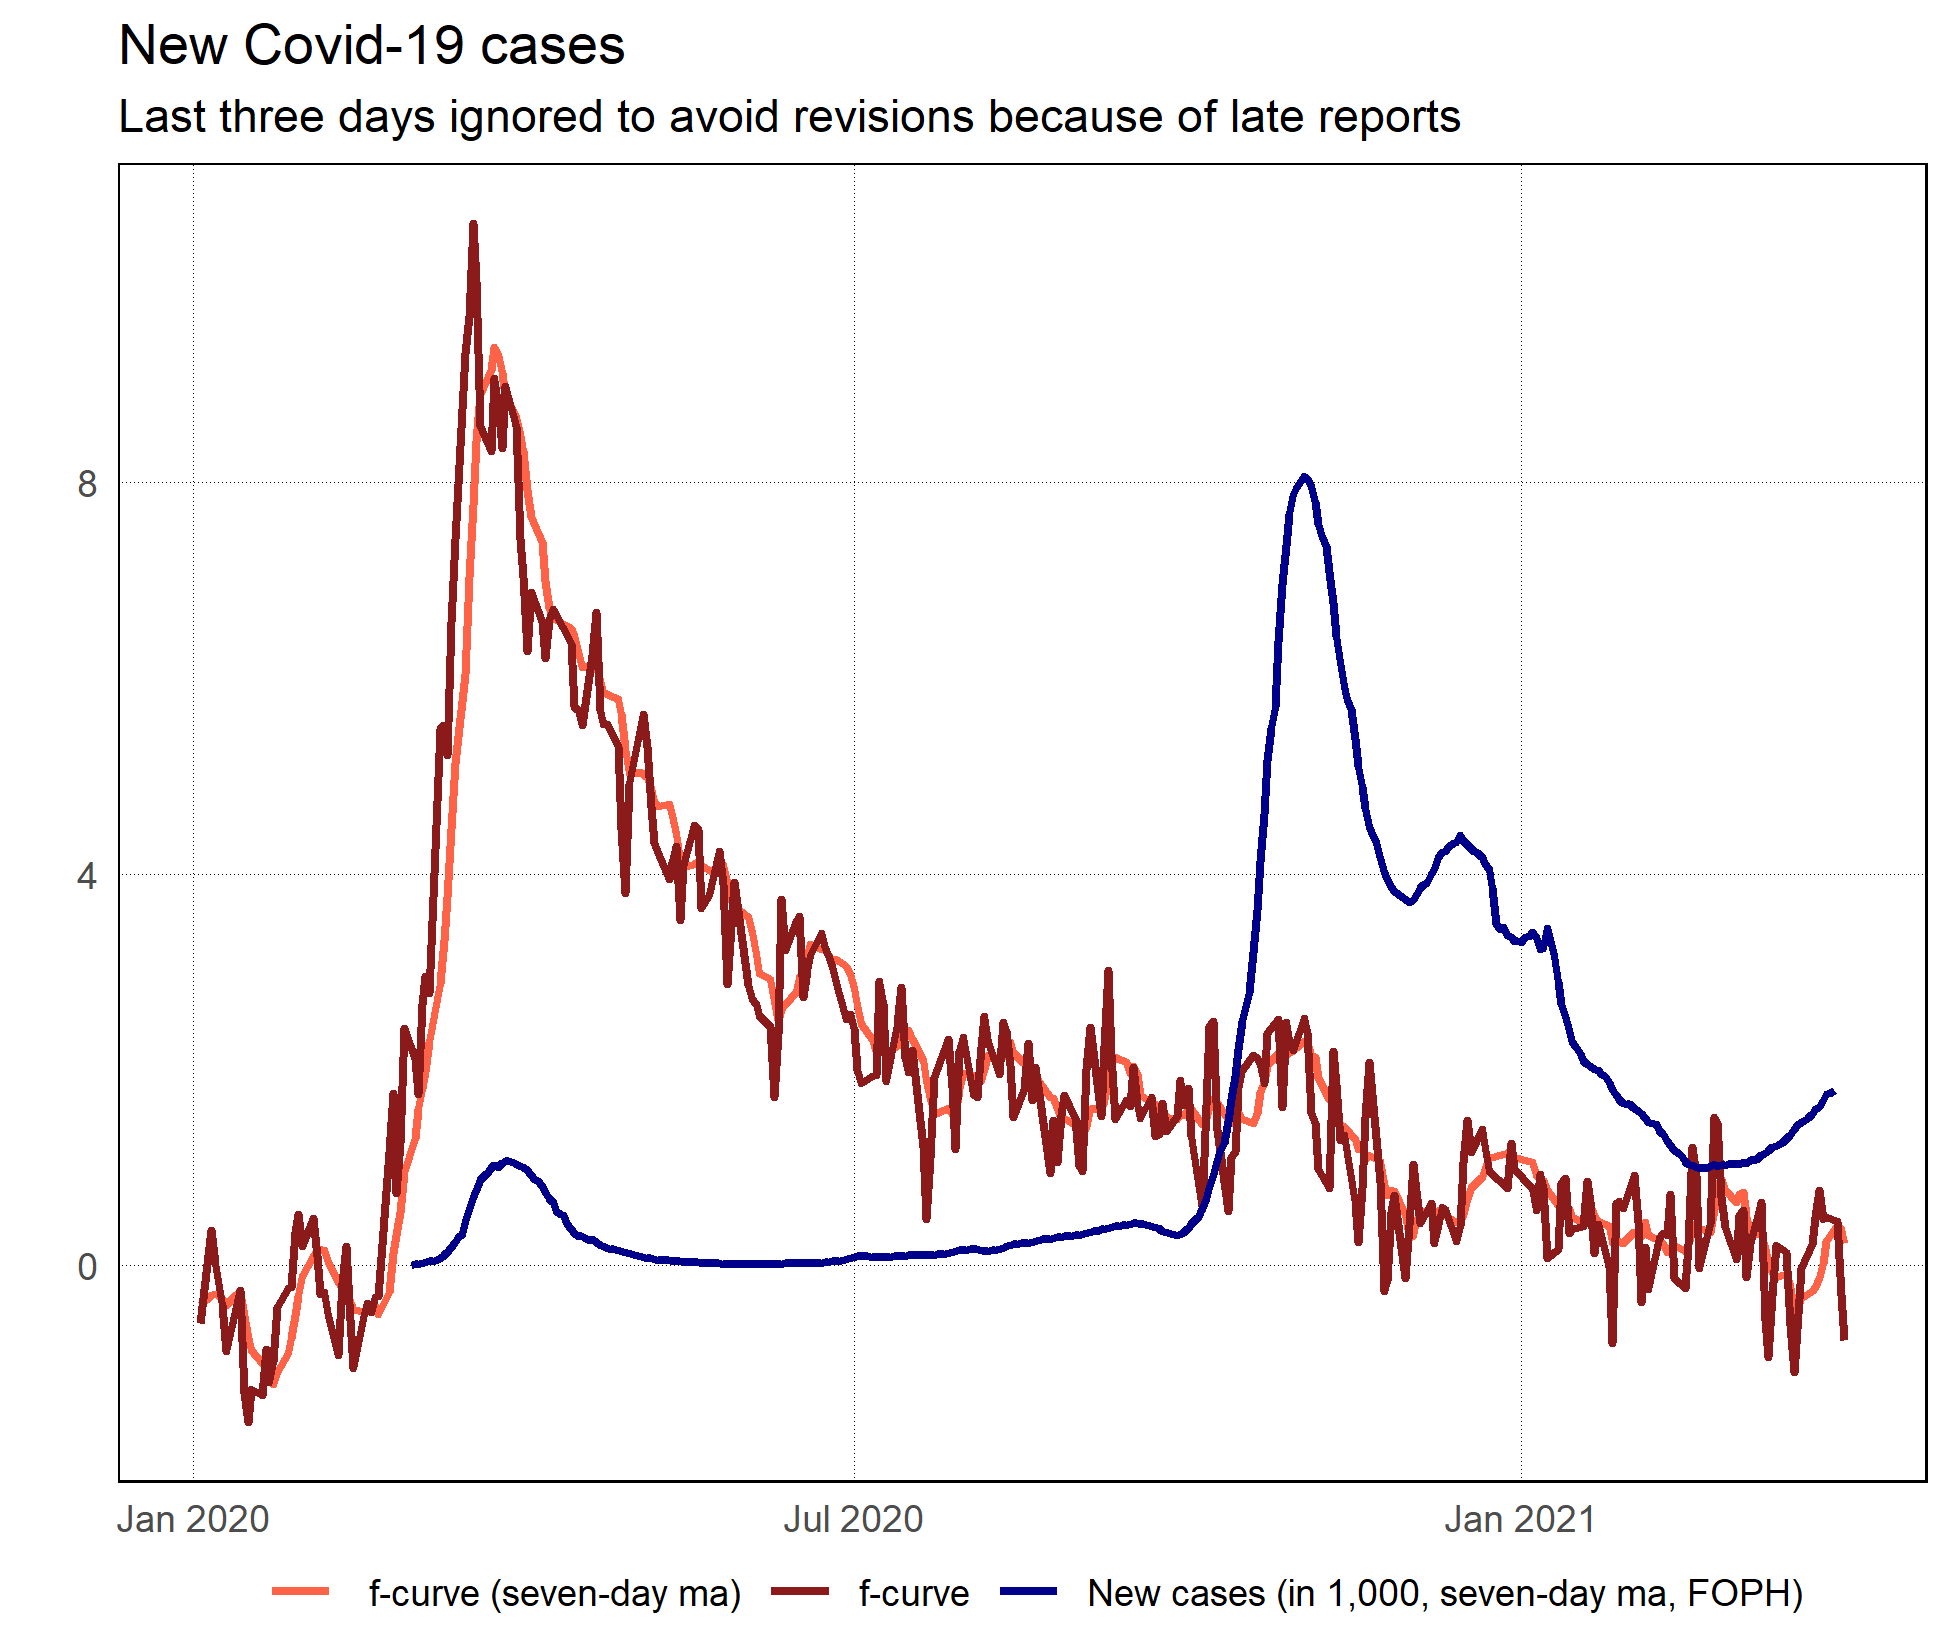 New Covid-19 cases
Last three days ignored to avoid revisions because of late reports
8
4
0
Jan 2020 Jul 2020 Jan 2021
f-curve (seven-day ma) f-curve New cases (in 1,000, seven-day ma, FOPH)